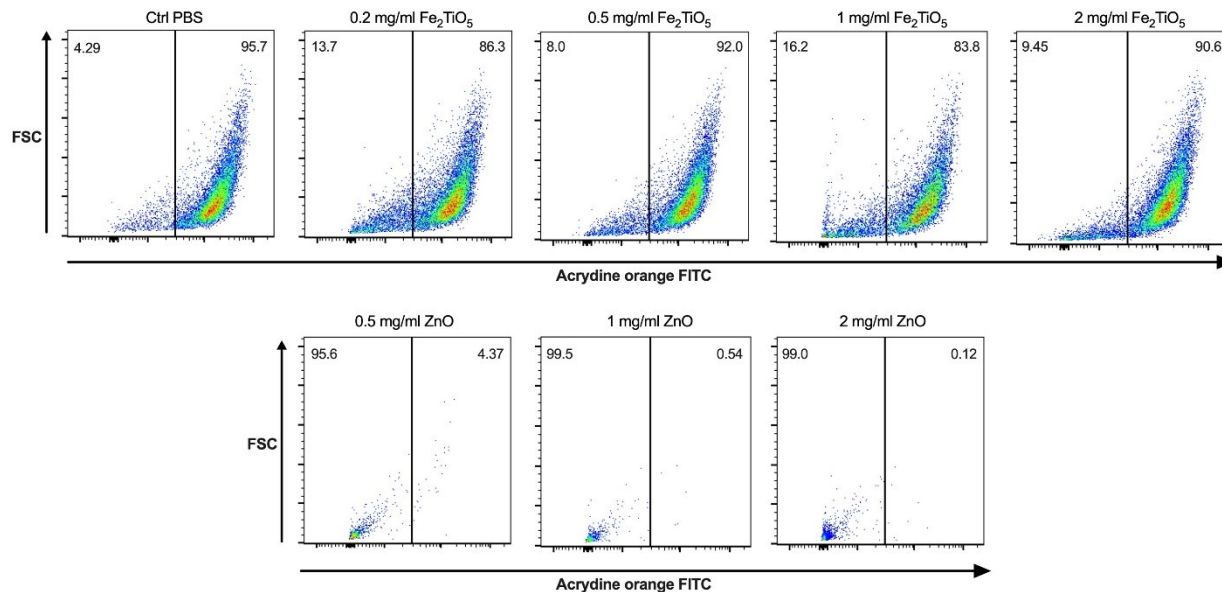 Ctrl PBS
0.2 mg/ml Fe₂TiO₅
0.5 mg/ml Fe₂TiO₅
1 mg/ml Fe₂TiO₅
2 mg/ml Fe₂TiO₅
4.29 95.7
13.7 86.3
8.0 92.0
16.2 83.8
9.45 90.6
FSC
Acrydine orange FITC
0.5 mg/ml ZnO
1 mg/ml ZnO
2 mg/ml ZnO
95.6 4.37
99.5 0.54
99.0 0.12
FSC
Acrydine orange FITC